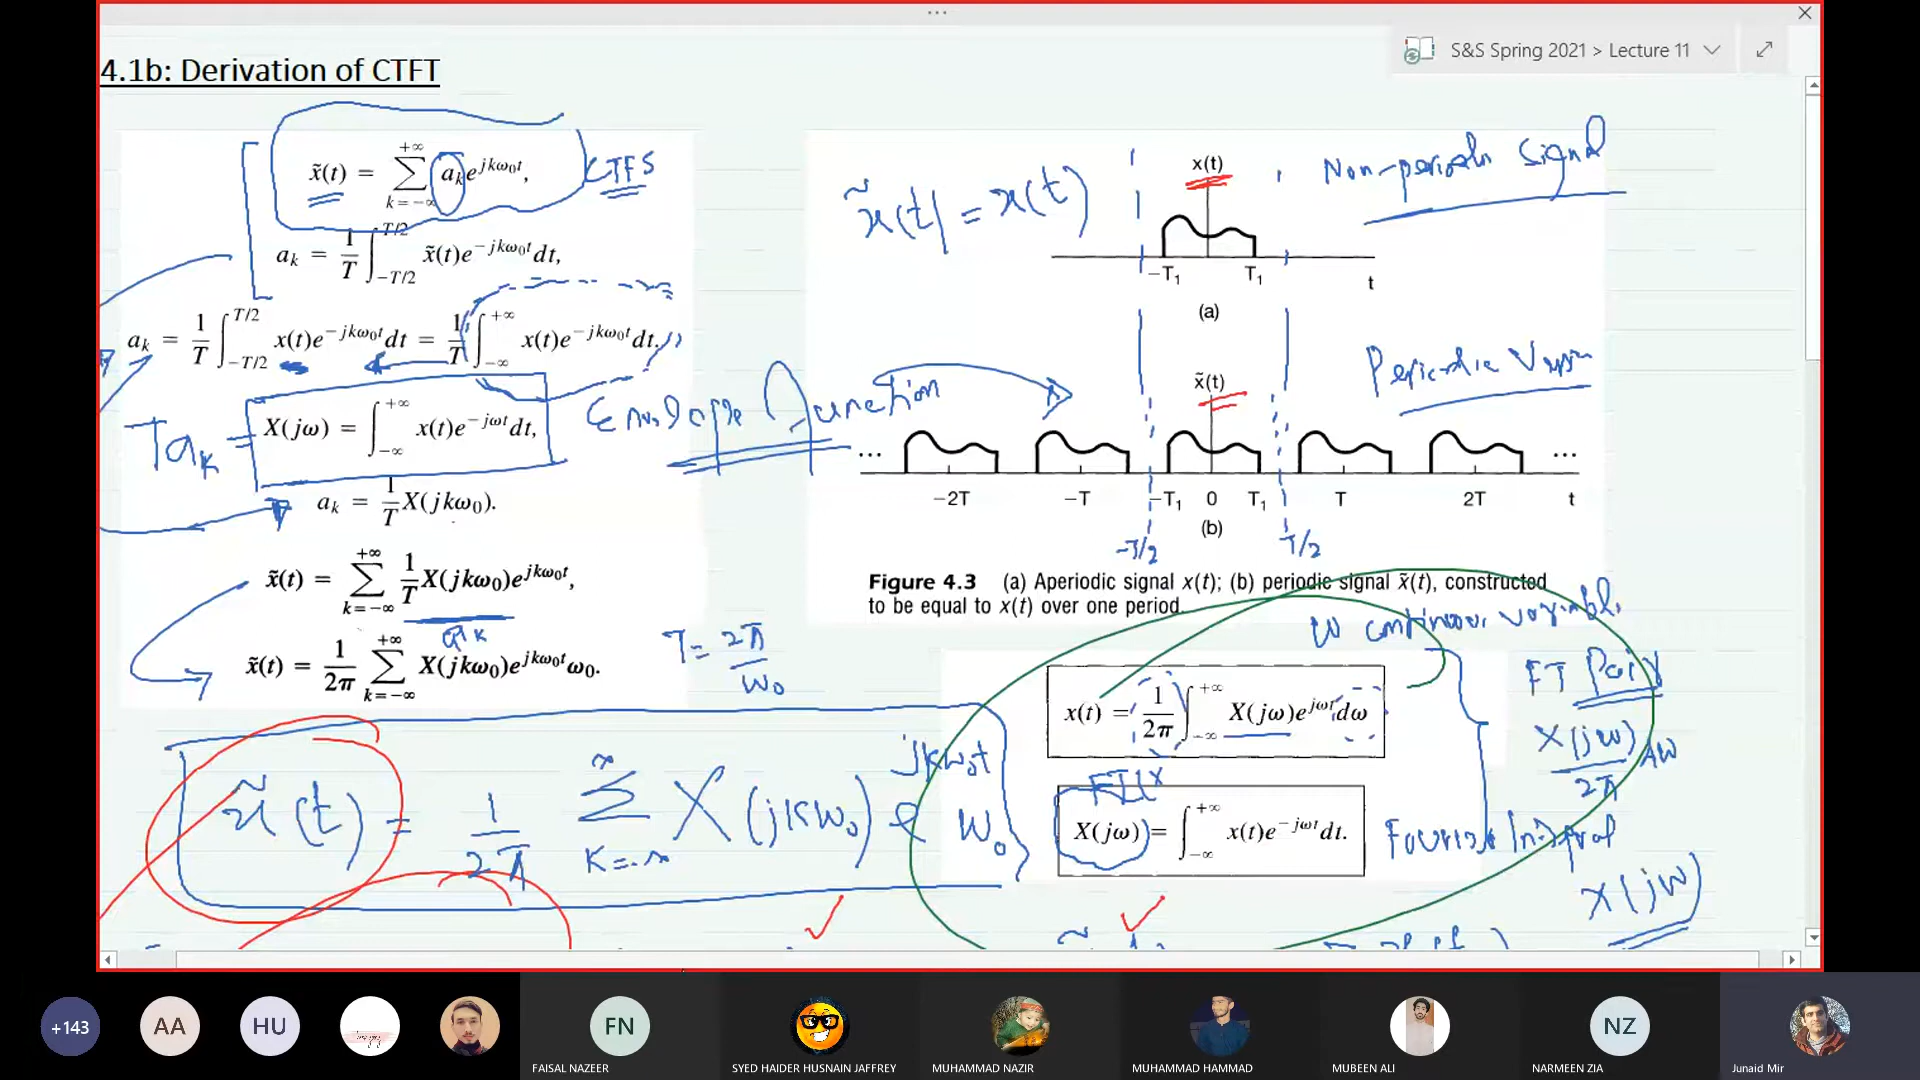 S&S Spring 2021 > Lecture 11
4.1b: Derivation of CTFT
x̃(t) = ∑ a_k e^{jkω₀t}, CTFS
+∞
k=−∞
a_k = 1/T ∫_{−T/2}^{T/2} x̃(t)e^{−jkω₀t} dt,
a_k = 1/T ∫_{−T/2}^{T/2} x(t)e^{−jkω₀t} dt = 1/T ∫_{−∞}^{+∞} x(t)e^{−jkω₀t} dt.
Ta_k = X(jω) = ∫_{−∞}^{+∞} x(t)e^{−jωt} dt, Envelope function
a_k = 1/T X(jkω₀).
x̃(t) = ∑_{k=−∞}^{+∞} 1/T X(jkω₀)e^{jkω₀t},
a_k
x̃(t) = 1/2π ∑_{k=−∞}^{+∞} X(jkω₀)e^{jkω₀t} ω₀. T = 2π/ω₀
x̃(t) = 1/2π ∑_{k=−∞}^{∞} X(jkω₀) e^{jkω₀t} ω₀
x̃(t) = x(t)
x(t)
Non-periodic Signal
−T₁ T₁ t
(a)
Periodic Version
x̃(t)
... ...
−2T −T −T₁ 0 T₁ T 2T t
(b)
−T/2 T/2
Figure 4.3 (a) Aperiodic signal x(t); (b) periodic signal x̃(t), constructed
to be equal to x(t) over one period.
ω continuous variable
x(t) = 1/2π ∫_{−∞}^{+∞} X(jω)e^{jωt} dω
FT Pair
X(jω)/2π dω
X(jω) = ∫_{−∞}^{+∞} x(t)e^{−jωt} dt.
Fourier Integral
X(jω)
+143
AA
HU
FN
FAISAL NAZEER
SYED HAIDER HUSNAIN JAFFREY
MUHAMMAD NAZIR
MUHAMMAD HAMMAD
MUBEEN ALI
NZ
NARMEEN ZIA
Junaid Mir